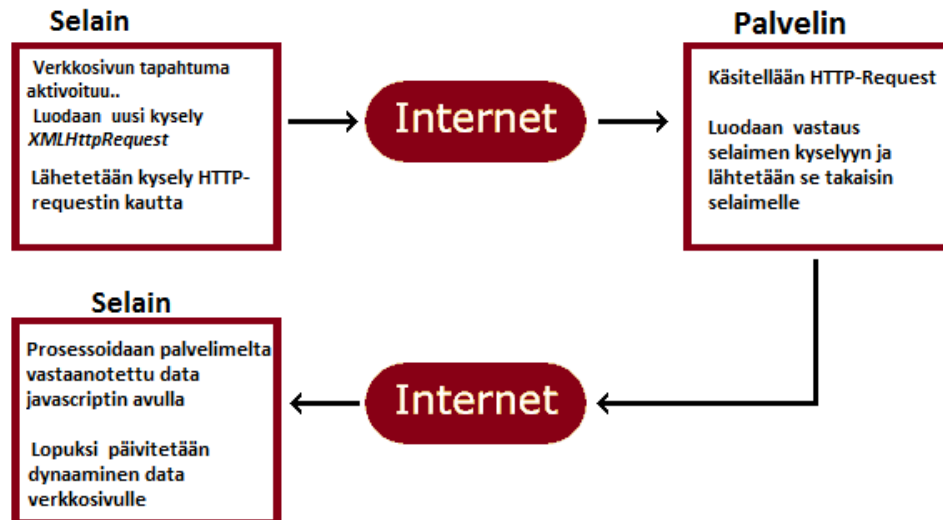 Selain
Verkkosivun tapahtuma
aktivoituu..
Luodaan uusi kysely
XMLHttpRequest
Lähetetään kysely HTTP-
requestin kautta
Internet
Palvelin
Käsitellään HTTP-Request
Luodaan vastaus
selaimen kyselyyn ja
lähtetään se takaisin
selaimelle
Internet
Selain
Prosessoidaan palvelimelta
vastaanotettu data
javascriptin avulla
Lopuksi päivitetään
dynaaminen data
verkkosivulle